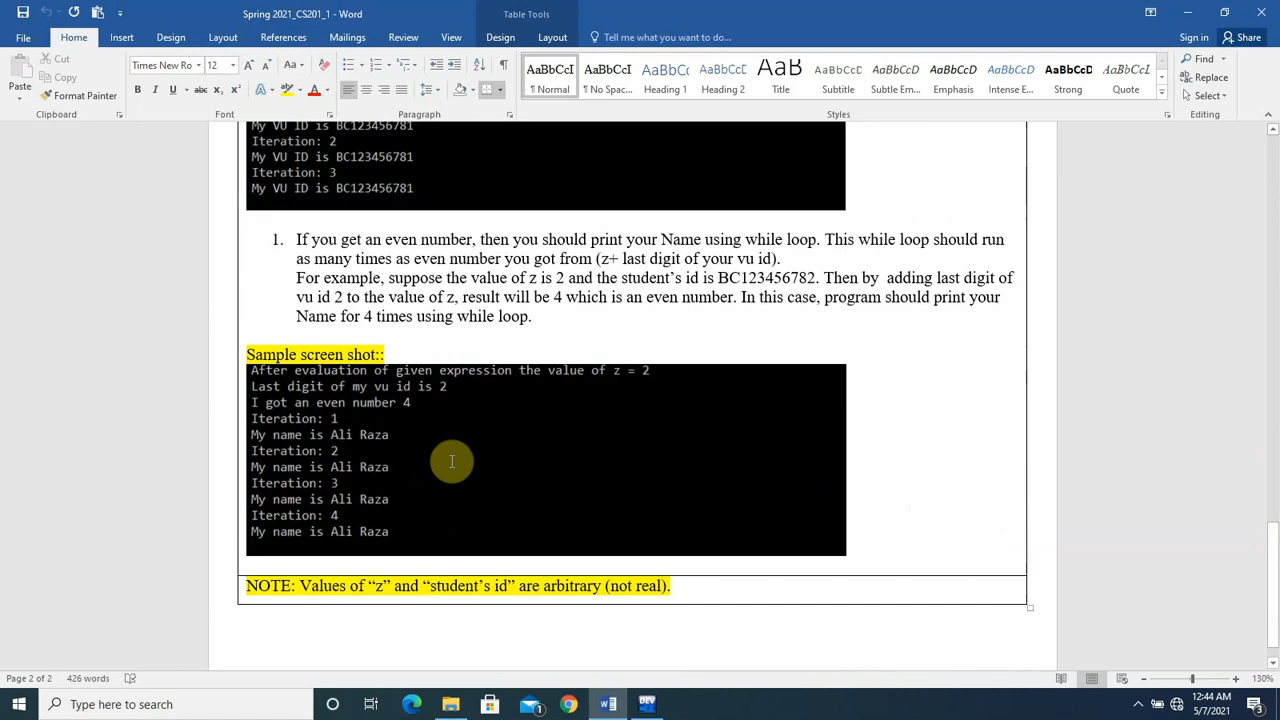 Spring 2021_CS201_1 - Word
Table Tools
File Home Insert Draw Design Layout References Mailings Review View Design Layout Tell me what you want to do... Sign in Share
Cut
Copy
Format Painter
Paste
Clipboard
Times New Ro 12
Font
Paragraph
AaBbCcI AaBbCcI AaBbCc AaBbCcD AaB AaBbCcD AaBbCcD AaBbCcD AaBbCcD AaBbCcD AaBbCcD
¶ Normal ¶ No Spac... Heading 1 Heading 2 Title Subtitle Subtle Em... Emphasis Intense E... Strong Quote
Styles
Find
Replace
Select
Editing
My VU ID is BC123456781
Iteration: 2
My VU ID is BC123456781
Iteration: 3
My VU ID is BC123456781
1. If you get an even number, then you should print your Name using while loop. This while loop should run
as many times as even number you got from (z+ last digit of your vu id).
For example, suppose the value of z is 2 and the student’s id is BC123456782. Then by adding last digit of
vu id 2 to the value of z, result will be 4 which is an even number. In this case, program should print your
Name for 4 times using while loop.
Sample screen shot::
After evaluation of given expression the value of z = 2
Last digit of my vu id is 2
I got an even number 4
Iteration: 1
My name is Ali Raza
Iteration: 2
My name is Ali Raza
Iteration: 3
My name is Ali Raza
Iteration: 4
My name is Ali Raza
NOTE: Values of “z” and “student’s id” are arbitrary (not real).
Page 2 of 2 426 words 130%
Type here to search
12:44 AM
5/7/2021